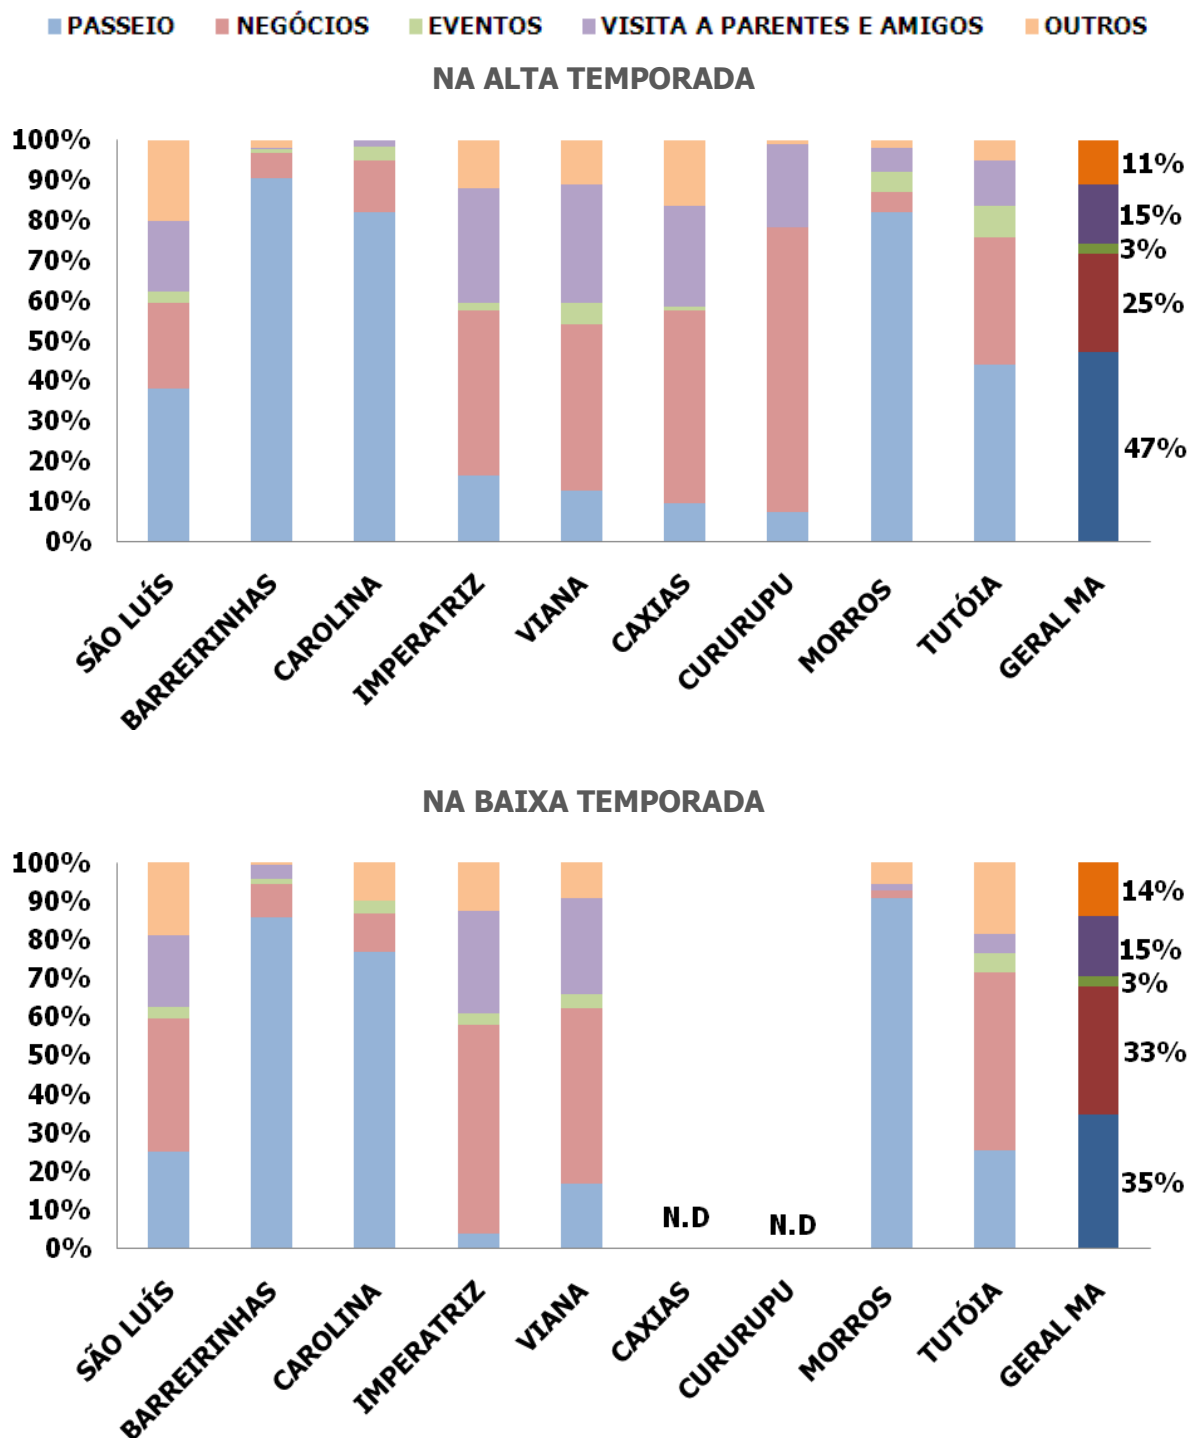 PASSEIO NEGÓCIOS EVENTOS VISITA A PARENTES E AMIGOS OUTROS
NA ALTA TEMPORADA
100%
90%
80%
70%
60%
50%
40%
30%
20%
10%
0%
11%
15%
3%
25%
47%
SÃO LUÍS
BARREIRINHAS
CAROLINA
IMPERATRIZ
VIANA
CAXIAS
CURURUPU
MORROS
TUTÓIA
GERAL MA
NA BAIXA TEMPORADA
100%
90%
80%
70%
60%
50%
40%
30%
20%
10%
0%
N.D
N.D
14%
15%
3%
33%
35%
SÃO LUÍS
BARREIRINHAS
CAROLINA
IMPERATRIZ
VIANA
CAXIAS
CURURUPU
MORROS
TUTÓIA
GERAL MA